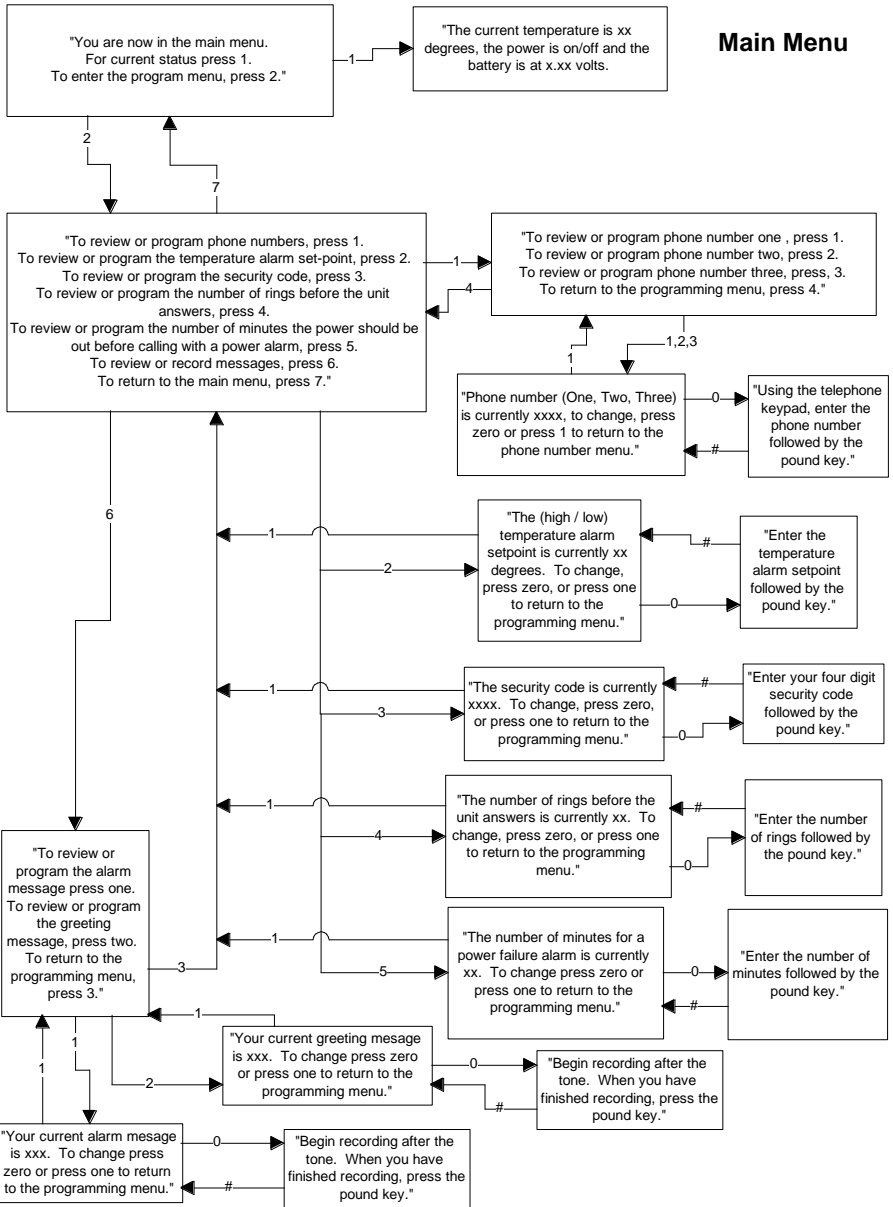 Main Menu
"You are now in the main menu.
For current status press 1.
To enter the program menu, press 2."
1
"The current temperature is xx
degrees, the power is on/off and the
battery is at x.xx volts.
2
7
"To review or program phone numbers, press 1.
To review or program the temperature alarm set-point, press 2.
To review or program the security code, press 3.
To review or program the number of rings before the unit
answers, press 4.
To review or program the number of minutes the power should be
out before calling with a power alarm, press 5.
To review or record messages, press 6.
To return to the main menu, press 7."
1
4
"To review or program phone number one , press 1.
To review or program phone number two, press 2.
To review or program phone number three, press, 3.
To return to the programming menu, press 4."
1
1,2,3
"Phone number (One, Two, Three)
is currently xxxx, to change, press
zero or press 1 to return to the
phone number menu."
0
#
"Using the telephone
keypad, enter the
phone number
followed by the
pound key."
6
1
2
"The (high / low)
temperature alarm
setpoint is currently xx
degrees. To change,
press zero, or press one
to return to the
programming menu."
#
0
"Enter the
temperature
alarm setpoint
followed by the
pound key."
1
3
"The security code is currently
xxxx. To change, press zero,
or press one to return to the
programming menu."
#
0
"Enter your four digit
security code
followed by the
pound key."
1
4
"The number of rings before the
unit answers is currently xx. To
change, press zero, or press one
to return to the programming
menu."
#
0
"Enter the number
of rings followed by
the pound key."
1
5
"The number of minutes for a
power failure alarm is currently
xx. To change press zero or
press one to return to the
programming menu."
0
#
"Enter the number of
minutes followed by the
pound key."
"To review or
program the alarm
message press one.
To review or program
the greeting
message, press two.
To return to the
programming menu,
press 3."
3
1
1
1
2
"Your current greeting mesage
is xxx. To change press zero
or press one to return to the
programming menu."
0
#
"Begin recording after the
tone. When you have
finished recording, press the
pound key."
"Your current alarm mesage
is xxx. To change press
zero or press one to return
to the programming menu."
0
#
"Begin recording after the
tone. When you have
finished recording, press the
pound key."